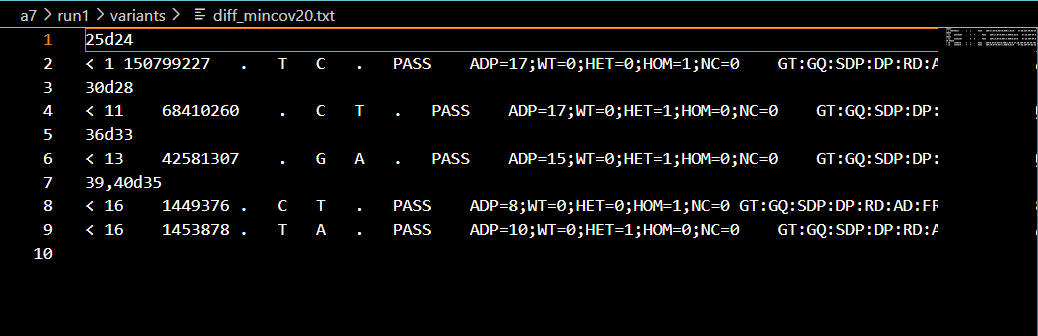 a7 > run1 > variants > diff_mincov20.txt
1 25d24
2 < 1 150799227 . T C . PASS ADP=17;WT=0;HET=0;HOM=1;NC=0 GT:GQ:SDP:DP:RD:A
3 30d28
4 < 11 68410260 . C T . PASS ADP=17;WT=0;HET=1;HOM=0;NC=0 GT:GQ:SDP:DP:
5 36d33
6 < 13 42581307 . G A . PASS ADP=15;WT=0;HET=1;HOM=0;NC=0 GT:GQ:SDP:DP:
7 39,40d35
8 < 16 1449376 . C T . PASS ADP=8;WT=0;HET=0;HOM=1;NC=0 GT:GQ:SDP:DP:RD:AD:FR
9 < 16 1453878 . T A . PASS ADP=10;WT=0;HET=1;HOM=0;NC=0 GT:GQ:SDP:DP:RD:A
10